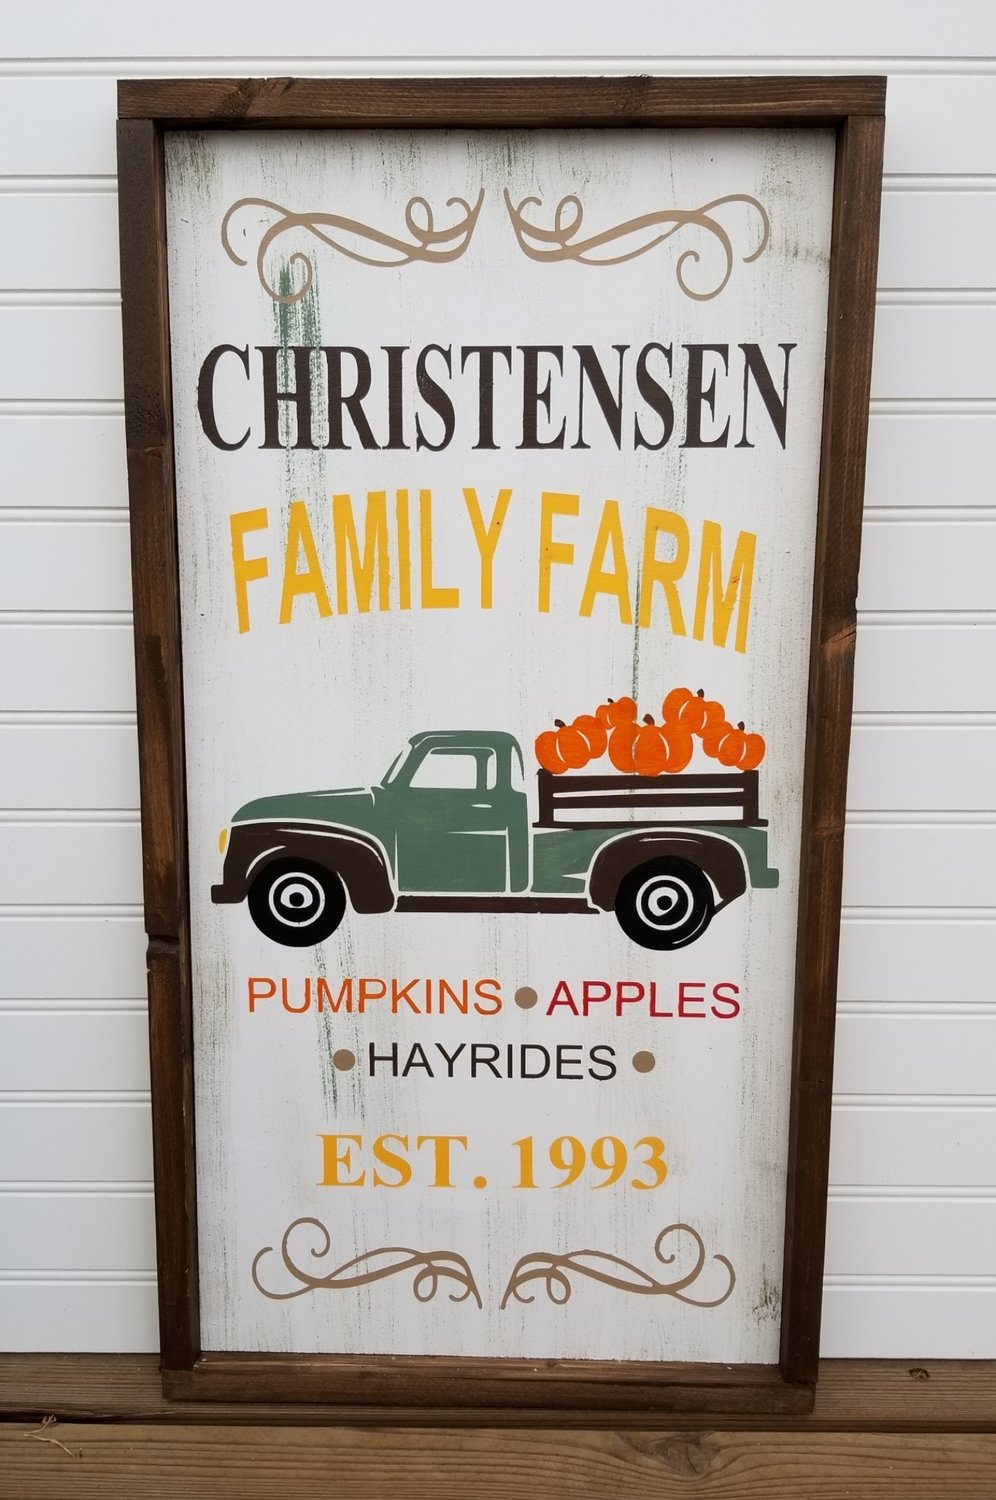 CHRISTENSEN
FAMILY FARM
PUMPKINS • APPLES
• HAYRIDES •
EST. 1993